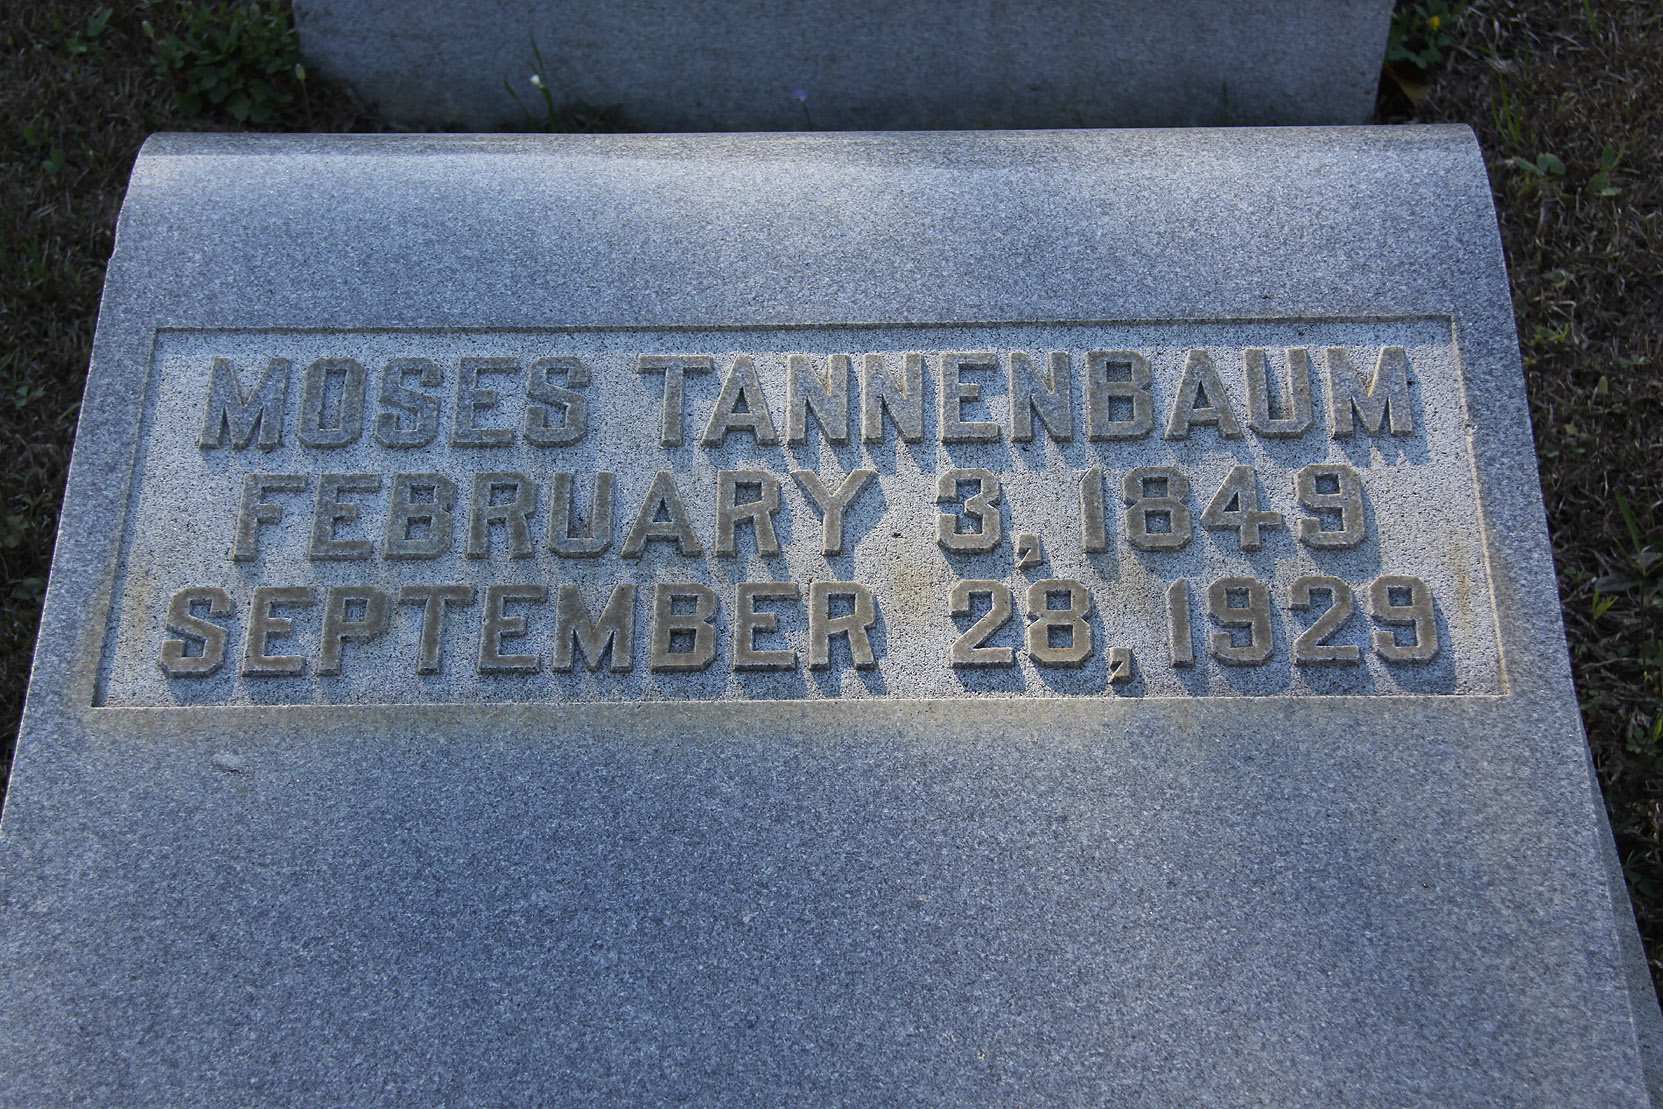 MOSES TANNENBAUM
FEBRUARY 3, 1849
SEPTEMBER 28, 1929